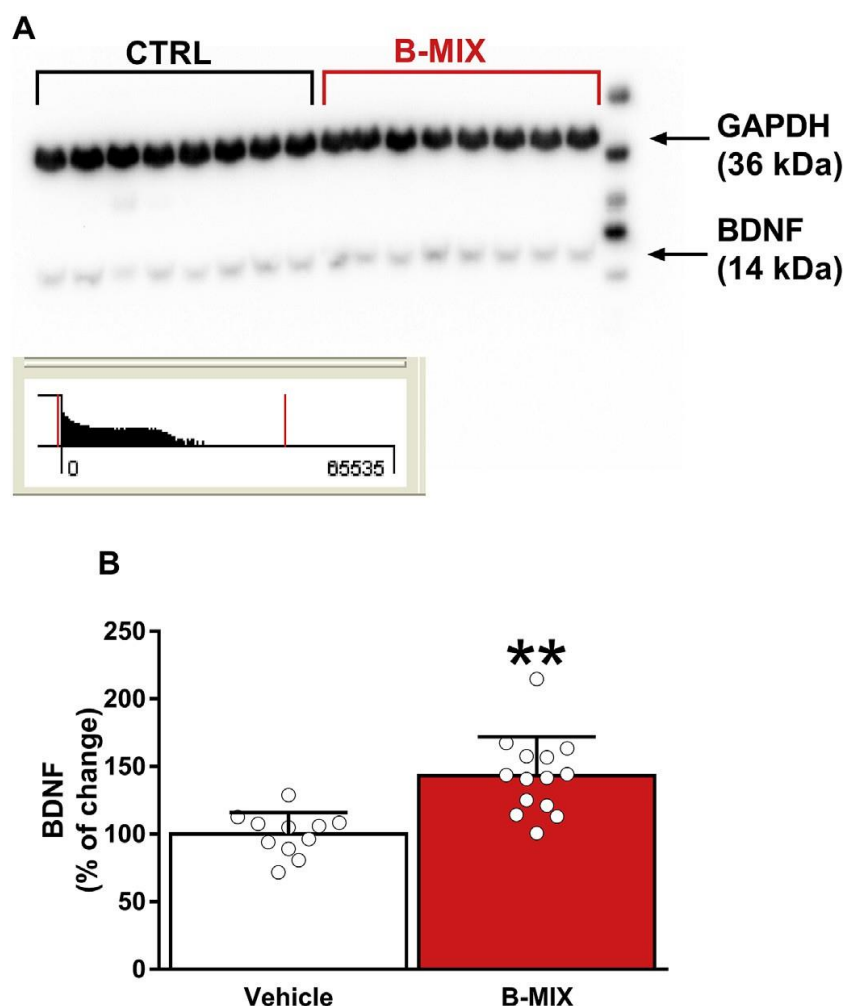 A
CTRL
B-MIX
GAPDH
(36 kDa)
BDNF
(14 kDa)
0
65535
B
250
200
150
100
50
0
BDNF
(% of change)
**
Vehicle
B-MIX